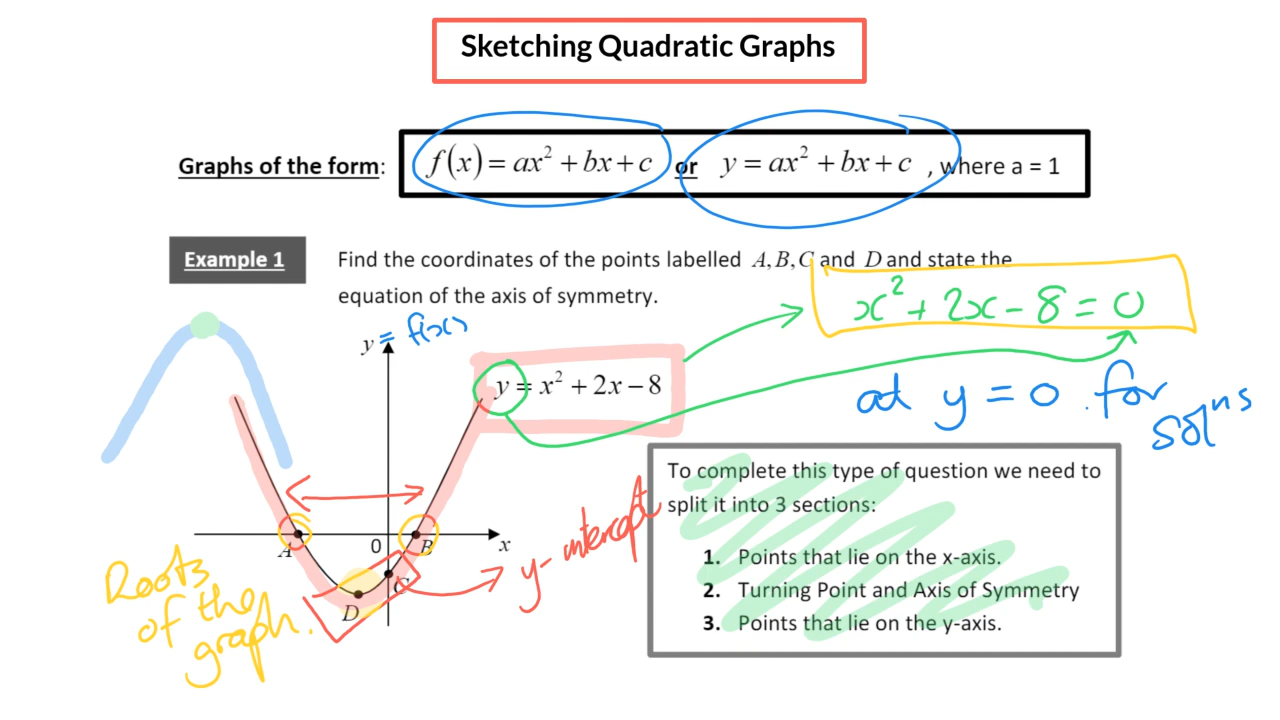 Sketching Quadratic Graphs
Graphs of the form: f(x) = ax² + bx + c or y = ax² + bx + c , where a = 1
Example 1
Find the coordinates of the points labelled A, B, C and D and state the
equation of the axis of symmetry.
x² + 2x - 8 = 0
y = f(x)
y = x² + 2x − 8
at y = 0 for
solⁿs
To complete this type of question we need to
split it into 3 sections:
1. Points that lie on the x-axis.
2. Turning Point and Axis of Symmetry
3. Points that lie on the y-axis.
A
0
B
x
C
D
y-intercept
Roots
of the
graph.